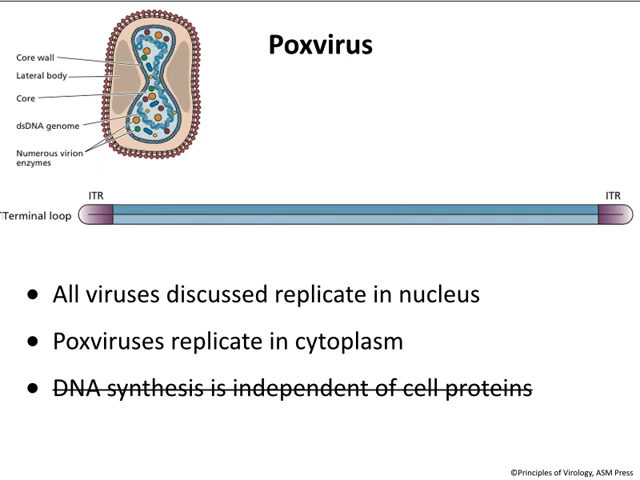 Poxvirus
Core wall
Lateral body
Core
dsDNA genome
Numerous virion
enzymes
ITR
ITR
Terminal loop
• All viruses discussed replicate in nucleus
• Poxviruses replicate in cytoplasm
• DNA synthesis is independent of cell proteins
©Principles of Virology, ASM Press